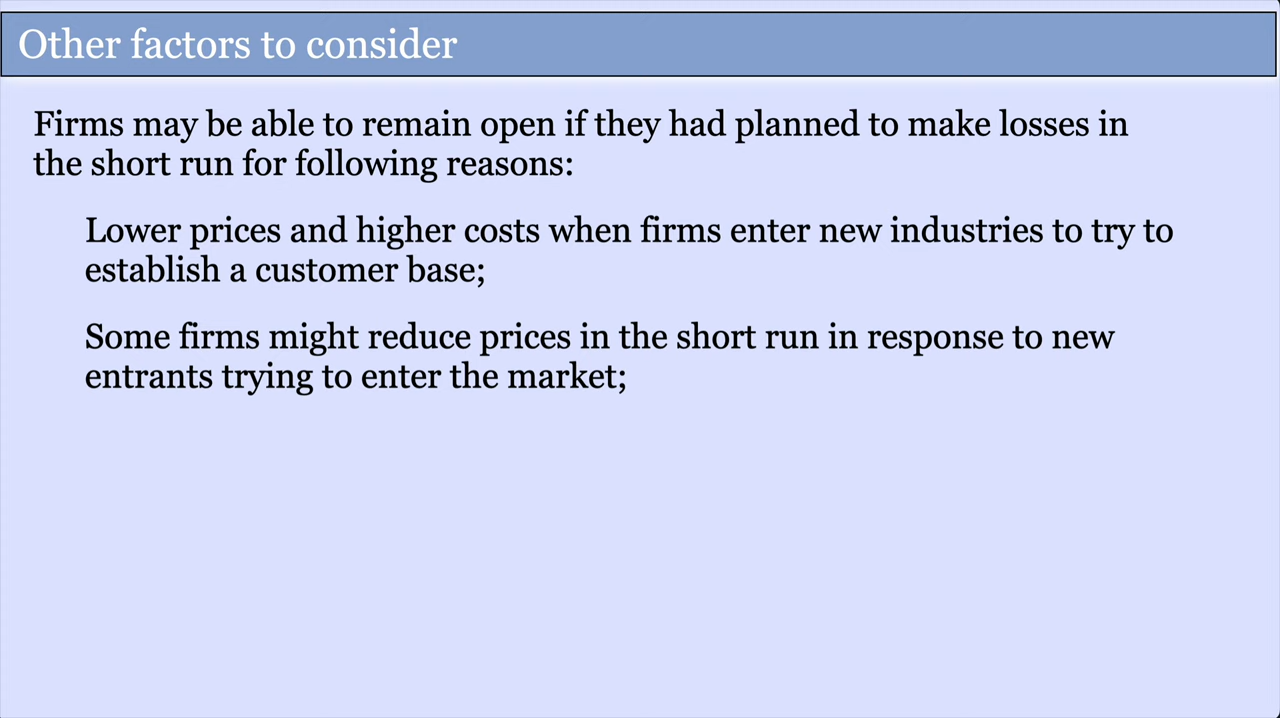 Other factors to consider
Firms may be able to remain open if they had planned to make losses in
the short run for following reasons:
Lower prices and higher costs when firms enter new industries to try to
establish a customer base;
Some firms might reduce prices in the short run in response to new
entrants trying to enter the market;